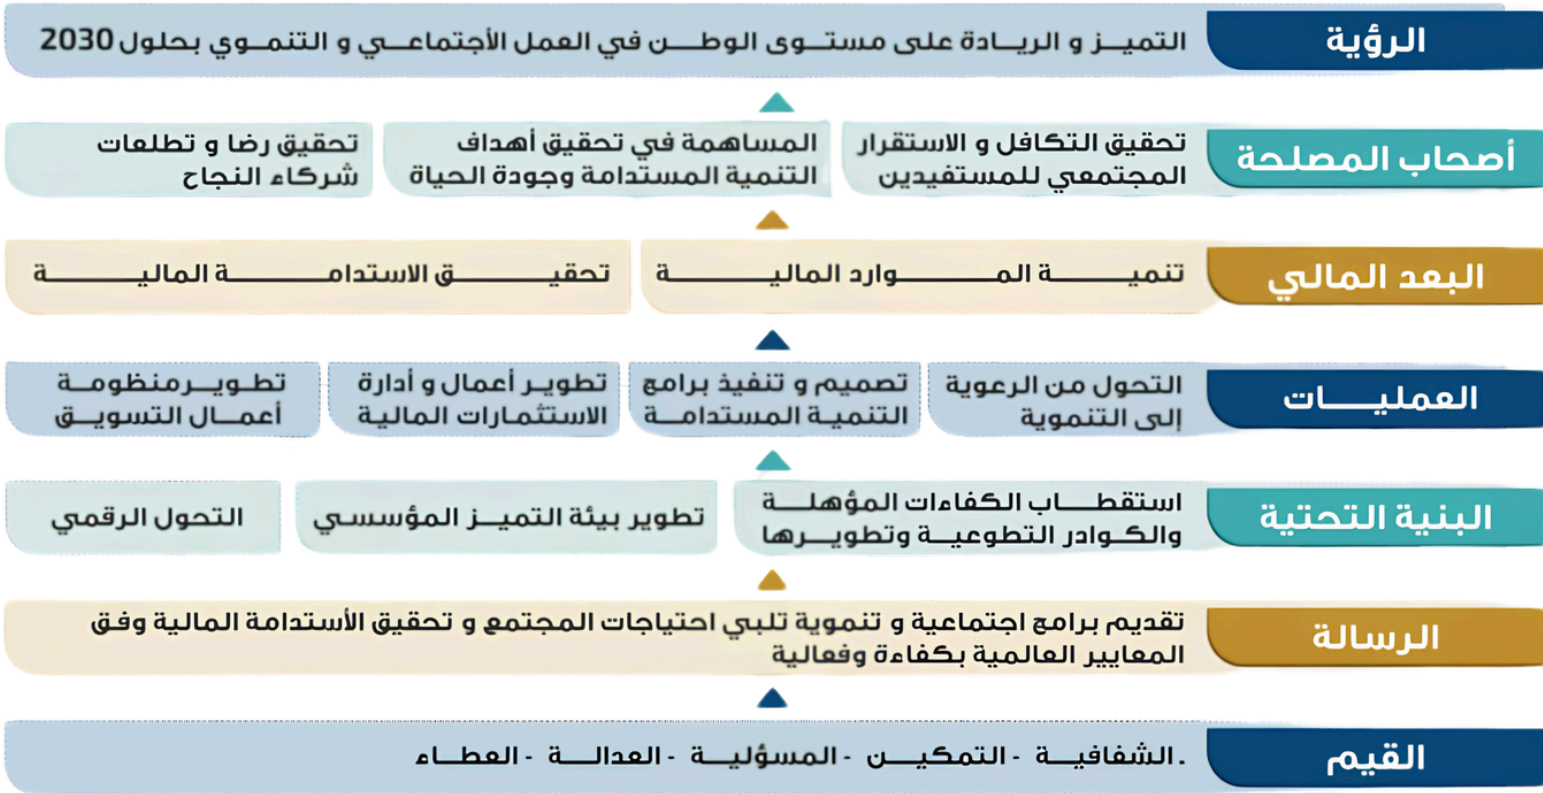 الرؤية
التميز و الريادة على مستوى الوطن في العمل الأجتماعي و التنموي بحلول 2030
أصحاب المصلحة
تحقيق التكافل و الاستقرار
المجتمعي للمستفيدين
المساهمة في تحقيق أهداف
التنمية المستدامة وجودة الحياة
تحقيق رضا و تطلعات
شركاء النجاح
البعد المالي
تنمية الموارد المالية
تحقيق الاستدامة المالية
العمليات
التحول من الرعوية
إلى التنموية
تصميم و تنفيذ برامج
التنمية المستدامة
تطوير أعمال و أدارة
الاستثمارات المالية
تطوير منظومة
أعمال التسويق
البنية التحتية
استقطاب الكفاءات المؤهلة
والكوادر التطوعية وتطويرها
تطوير بيئة التميز المؤسسي
التحول الرقمي
الرسالة
تقديم برامج اجتماعية و تنموية تلبي احتياجات المجتمع و تحقيق الأستدامة المالية وفق
المعايير العالمية بكفاءة وفعالية
القيم
. الشفافية - التمكين - المسؤلية - العدالة - العطاء